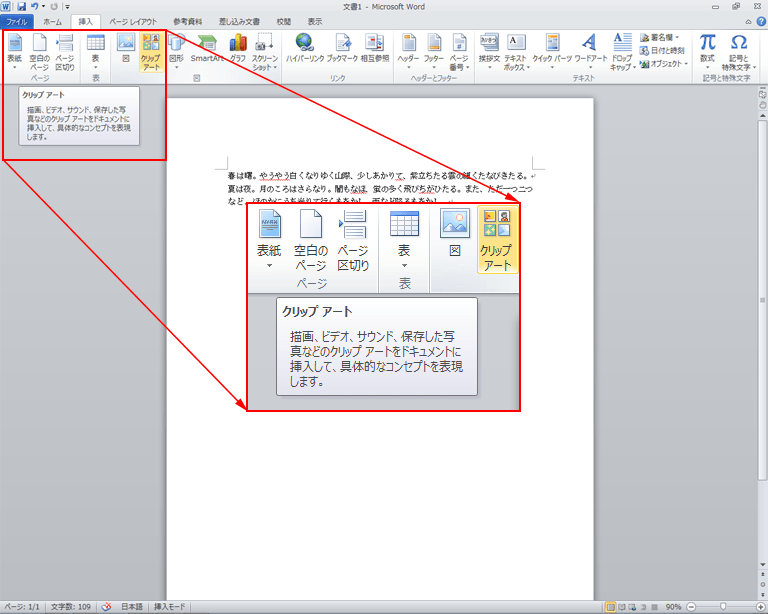 文書1 - Microsoft Word
ファイル ホーム 挿入 ページ レイアウト 参考資料 差し込み文書 校閲 表示
表紙 空白のページ ページ区切り 表 図 クリップアート 図形 SmartArt グラフ スクリーンショット ハイパーリンク ブックマーク 相互参照 ヘッダー フッター ページ番号 挨拶文 テキストボックス クイック パーツ ワードアート ドロップキャップ 署名欄 日付と時刻 オブジェクト 数式 記号と特殊文字
ページ 表 図 リンク ヘッダーとフッター テキスト 記号と特殊文字
クリップ アート
描画、ビデオ、サウンド、保存した写
真などのクリップ アートをドキュメントに
挿入して、具体的なコンセプトを表現
します。
春は曙。やうやう白くなりゆく山際、少しあかりて、紫立ちたる雲の細くたなびきたる。
夏は夜。月のころはさらなり。闇もなほ、蛍の多く飛びちがひたる。また、ただ一つ二つ
など、
表紙 空白の ページ 表 図 クリップ
ページ 区切り アート
ページ 表
クリップ アート
描画、ビデオ、サウンド、保存した写
真などのクリップ アートをドキュメントに
挿入して、具体的なコンセプトを表現
します。
ページ: 1/1 文字数: 109 日本語 挿入モード 90%